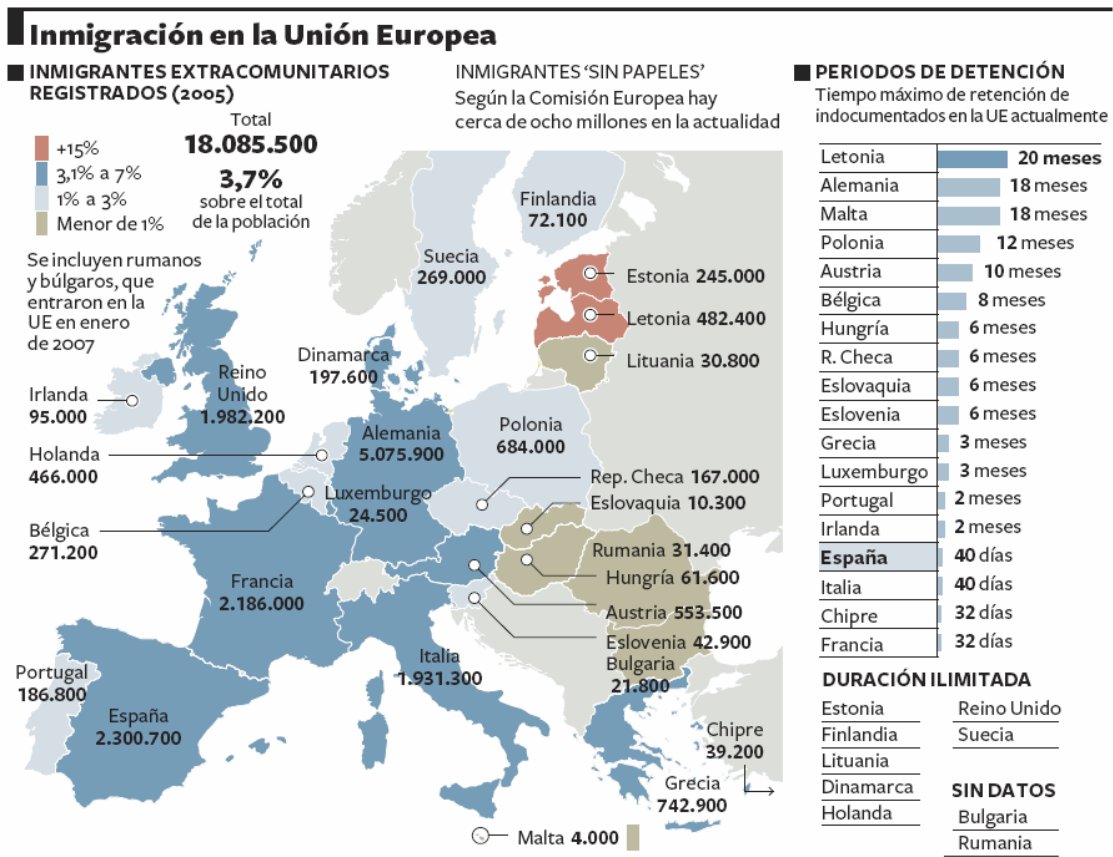 Inmigración en la Unión Europea
INMIGRANTES EXTRACOMUNITARIOS
REGISTRADOS (2005)
+15%
3,1% a 7%
1% a 3%
Menor de 1%
Total
18.085.500
3,7%
sobre el total
de la población
Se incluyen rumanos
y búlgaros, que
entraron en la
UE en enero
de 2007
INMIGRANTES ‘SIN PAPELES’
Según la Comisión Europea hay
cerca de ocho millones en la actualidad
Finlandia
72.100
Suecia
269.000
Estonia 245.000
Letonia 482.400
Lituania 30.800
Dinamarca
197.600
Reino
Unido
1.982.200
Irlanda
95.000
Holanda
466.000
Bélgica
271.200
Alemania
5.075.900
Polonia
684.000
Luxemburgo
24.500
Rep. Checa 167.000
Eslovaquia 10.300
Rumania 31.400
Hungría 61.600
Austria 553.500
Eslovenia 42.900
Bulgaria
21.800
Francia
2.186.000
Italia
1.931.300
Portugal
186.800
España
2.300.700
Chipre
39.200
Grecia
742.900
Malta 4.000
PERIODOS DE DETENCIÓN
Tiempo máximo de retención de
indocumentados en la UE actualmente
Letonia 20 meses
Alemania 18 meses
Malta 18 meses
Polonia 12 meses
Austria 10 meses
Bélgica 8 meses
Hungría 6 meses
R. Checa 6 meses
Eslovaquia 6 meses
Eslovenia 6 meses
Grecia 3 meses
Luxemburgo 3 meses
Portugal 2 meses
Irlanda 2 meses
España 40 días
Italia 40 días
Chipre 32 días
Francia 32 días
DURACIÓN ILIMITADA
Estonia
Finlandia
Lituania
Dinamarca
Holanda
Reino Unido
Suecia
SIN DATOS
Bulgaria
Rumania